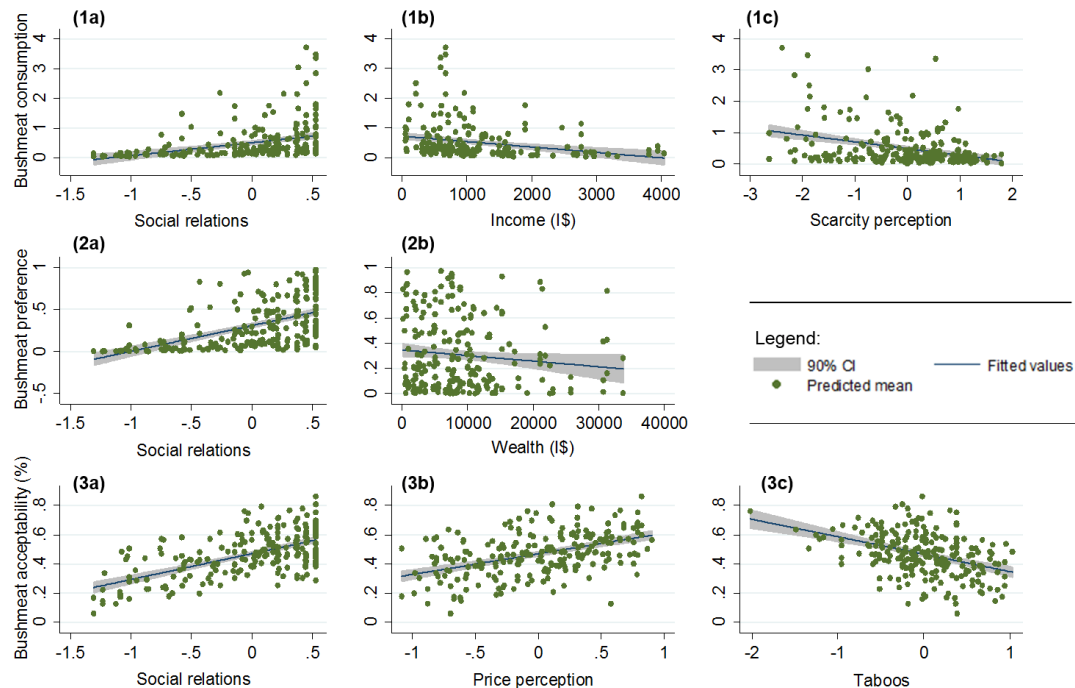 (1a) (1b) (1c)
Bushmeat consumption
4
3
2
1
0
-1.5 -1 -.5 0 .5
Social relations
4
3
2
1
0
0 1000 2000 3000 4000
Income (I$)
4
3
2
1
0
-3 -2 -1 0 1 2
Scarcity perception
(2a) (2b)
Bushmeat preference
1
.5
0
-.5
-1.5 -1 -.5 0 .5
Social relations
1
.8
.6
.4
.2
0
0 10000 20000 30000 40000
Wealth (I$)
Legend:
90% CI Fitted values
Predicted mean
(3a) (3b) (3c)
Bushmeat acceptability (%)
.8
.6
.4
.2
0
-1.5 -1 -.5 0 .5
Social relations
.8
.6
.4
.2
0
-1 -.5 0 .5 1
Price perception
.8
.6
.4
.2
0
-2 -1 0 1
Taboos